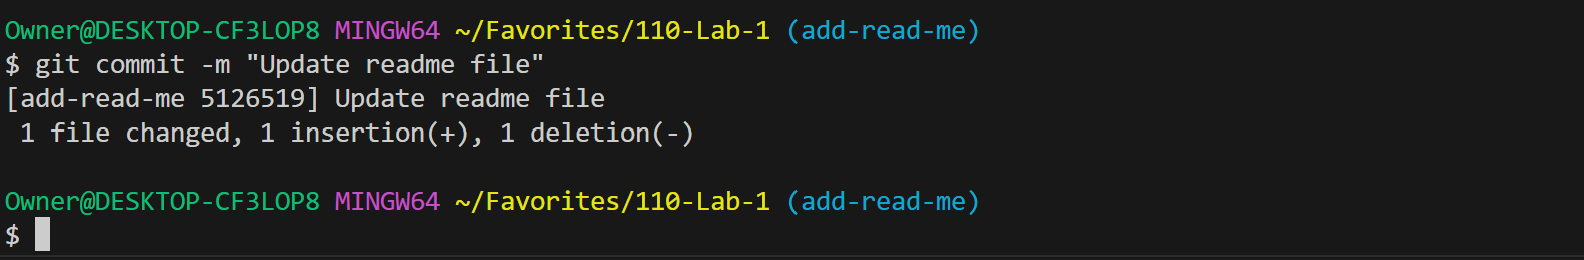 Owner@DESKTOP-CF3LOP8 MINGW64 ~/Favorites/110-Lab-1 (add-read-me)
$ git commit -m "Update readme file"
[add-read-me 5126519] Update readme file
 1 file changed, 1 insertion(+), 1 deletion(-)
Owner@DESKTOP-CF3LOP8 MINGW64 ~/Favorites/110-Lab-1 (add-read-me)
$